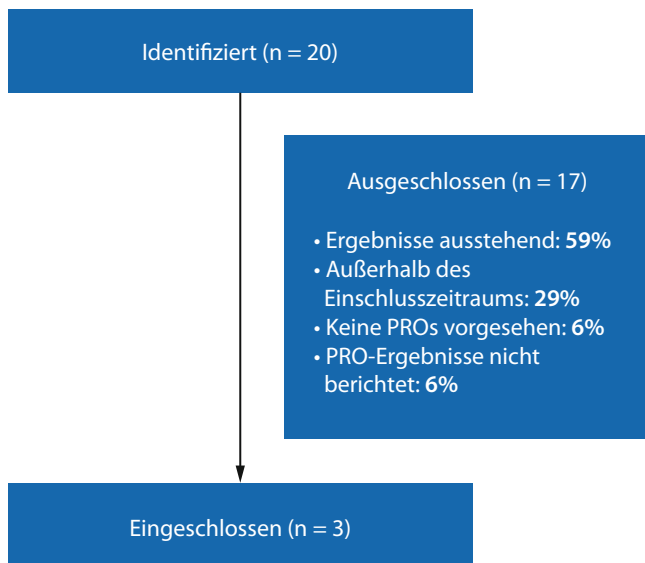 Identifiziert (n = 20)
Ausgeschlossen (n = 17)
• Ergebnisse ausstehend: 59%
• Außerhalb des
Einschlusszeitraums: 29%
• Keine PROs vorgesehen: 6%
• PRO-Ergebnisse nicht
berichtet: 6%
Eingeschlossen (n = 3)